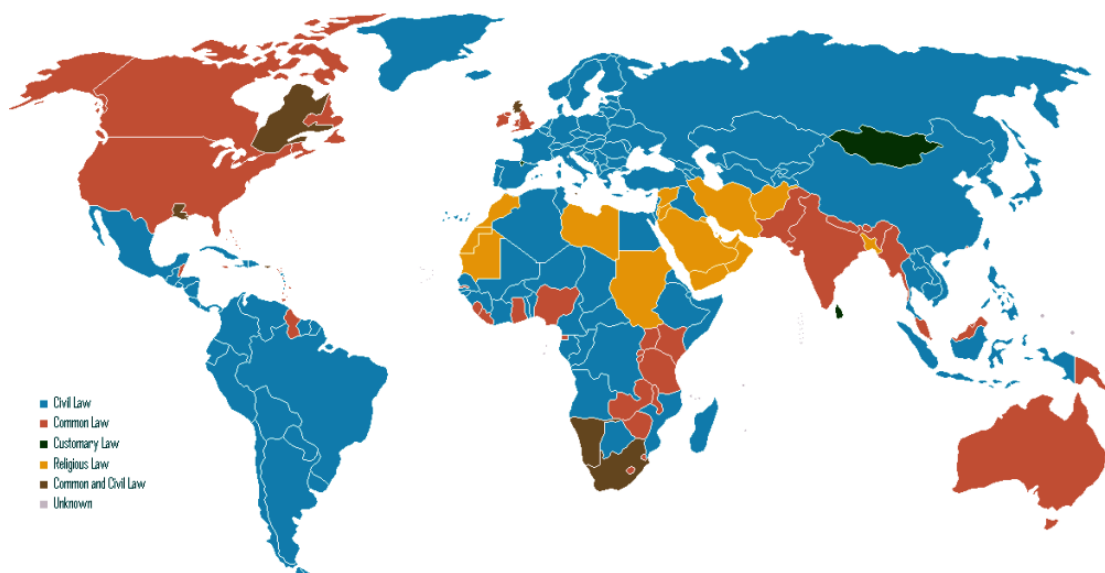 Civil Law
Common Law
Customary Law
Religious Law
Common and Civil Law
Unknown